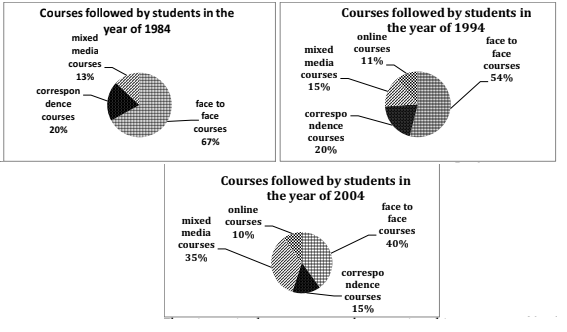 Courses followed by students in the
year of 1984
mixed
media
courses
13%
correspon
dence
courses
20%
face to
face
courses
67%
Courses followed by students in
the year of 1994
online
courses
11%
mixed
media
courses
15%
face to
face
courses
54%
correspo
ndence
courses
20%
Courses followed by students in
the year of 2004
online
courses
10%
mixed
media
courses
35%
face to
face
courses
40%
correspo
ndence
courses
15%